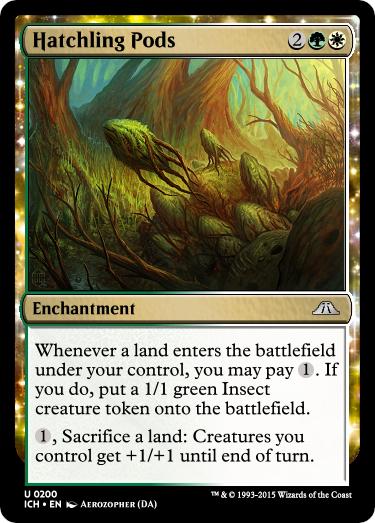 Hatchling Pods 2
Enchantment
Whenever a land enters the battlefield
under your control, you may pay 1. If
you do, put a 1/1 green Insect
creature token onto the battlefield.
1, Sacrifice a land: Creatures you
control get +1/+1 until end of turn.
U 0200
ICH • EN Aerozopher (DA)
™ & © 1993-2015 Wizards of the Coast